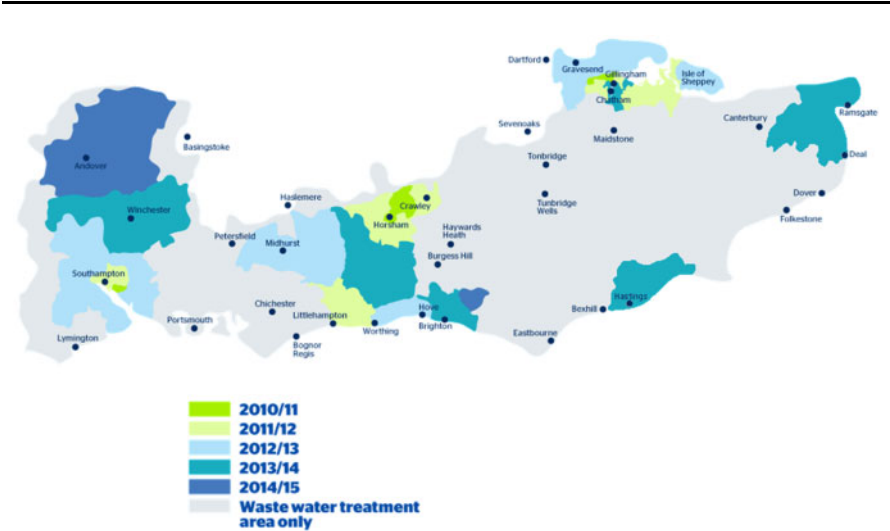 Dartford
Gravesend
Gillingham
Isle of
Sheppey
Chatham
Sevenoaks
Maidstone
Canterbury
Ramsgate
Deal
Basingstoke
Andover
Tonbridge
Tunbridge
Wells
Dover
Folkestone
Haslemere
Crawley
Horsham
Winchester
Petersfield
Midhurst
Haywards
Heath
Burgess Hill
Southampton
Chichester
Littlehampton
Hove
Brighton
Worthing
Portsmouth
Bognor
Regis
Lymington
Hastings
Bexhill
Eastbourne
2010/11
2011/12
2012/13
2013/14
2014/15
Waste water treatment
area only